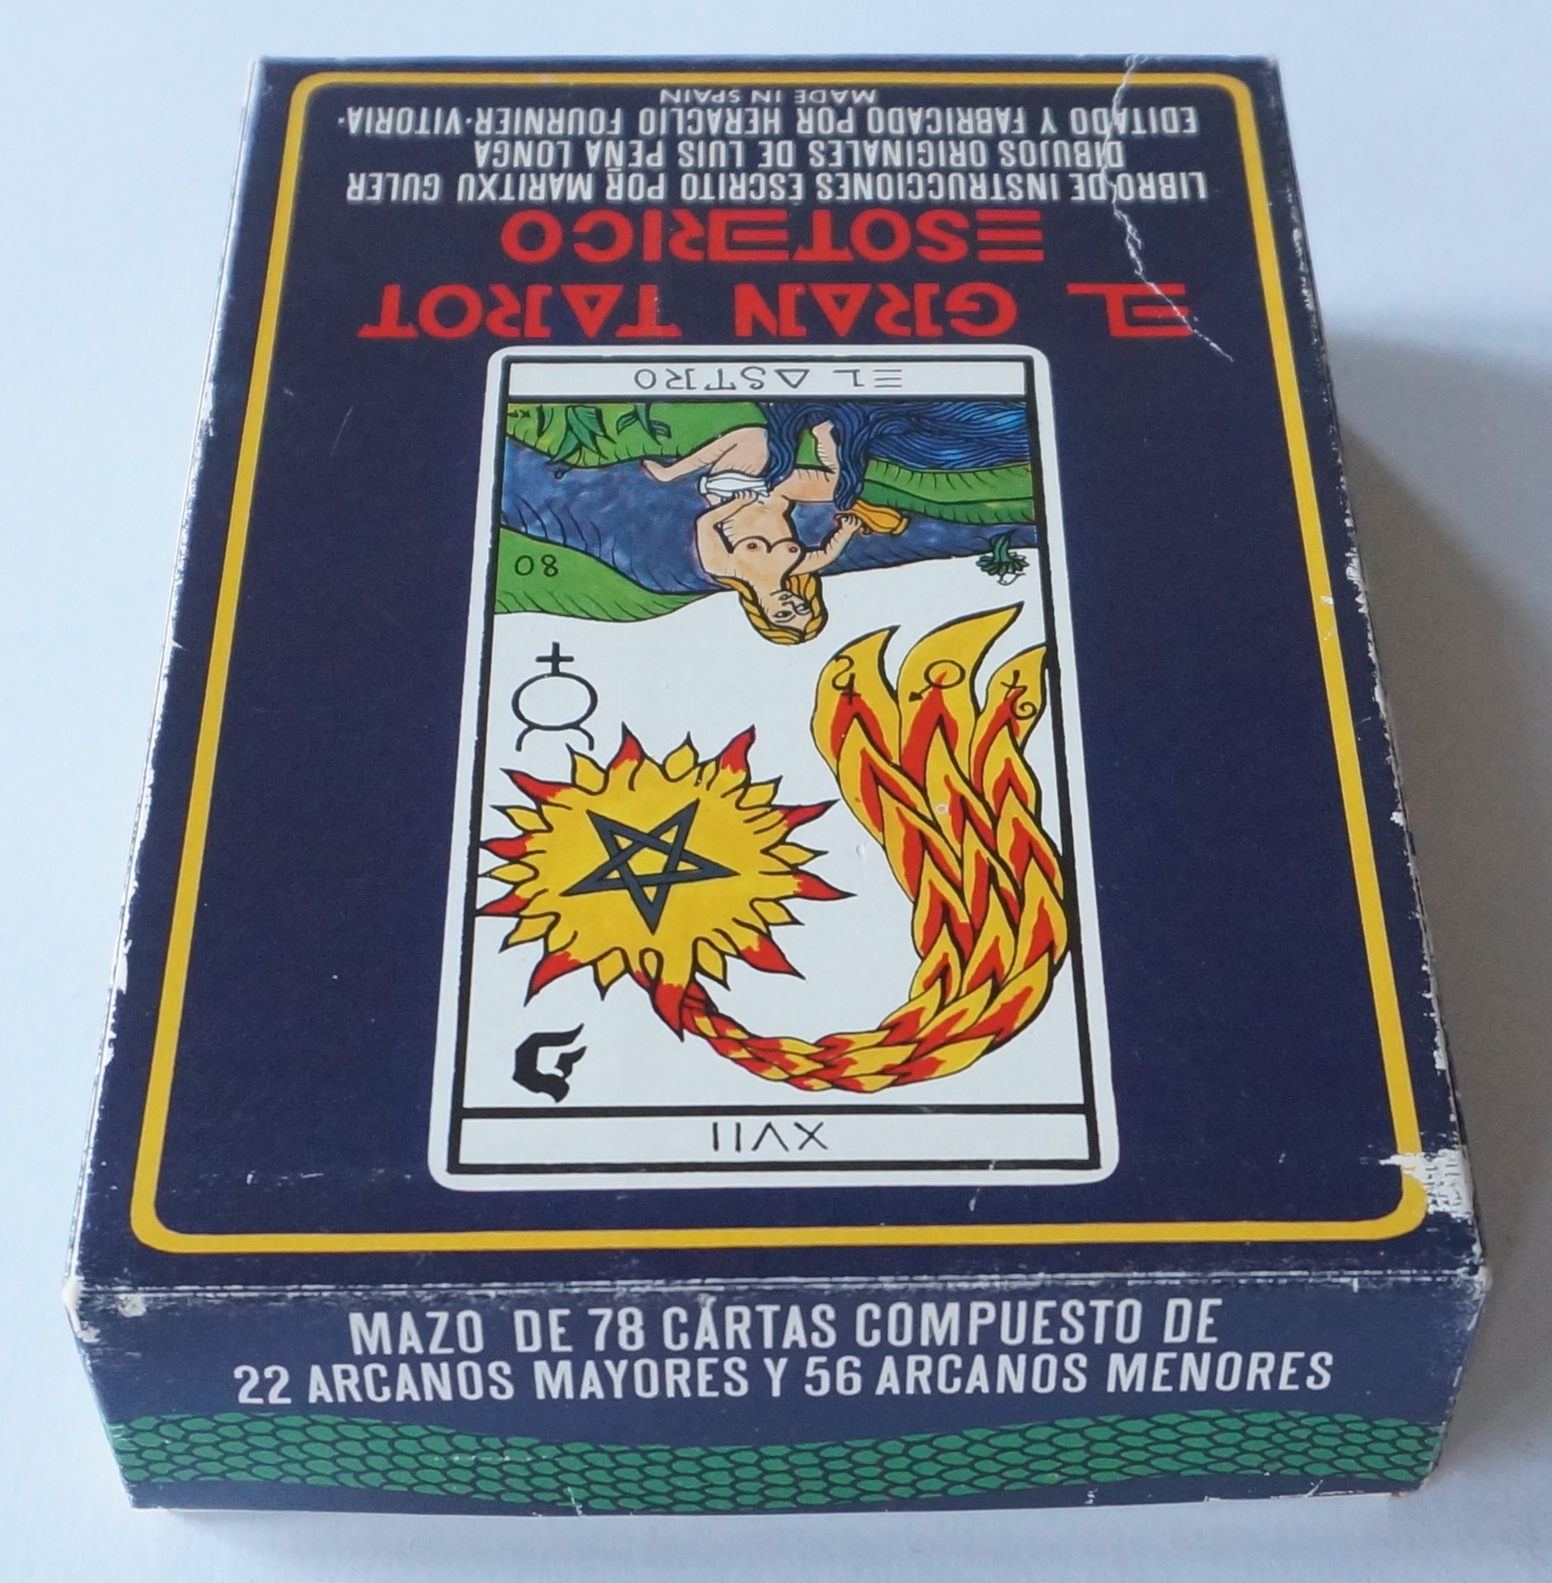 XVII
80
EL ASTRO
EL GRAN TAROT
ESOTERICO
LIBRO DE INSTRUCCIONES ESCRITO POR MARITXU GULER
DIBUJOS ORIGINALES DE LUIS PEÑA LONGA
EDITADO Y FABRICADO POR HERACLIO FOURNIER·VITORIA·
MADE IN SPAIN
MAZO DE 78 CARTAS COMPUESTO DE
22 ARCANOS MAYORES Y 56 ARCANOS MENORES